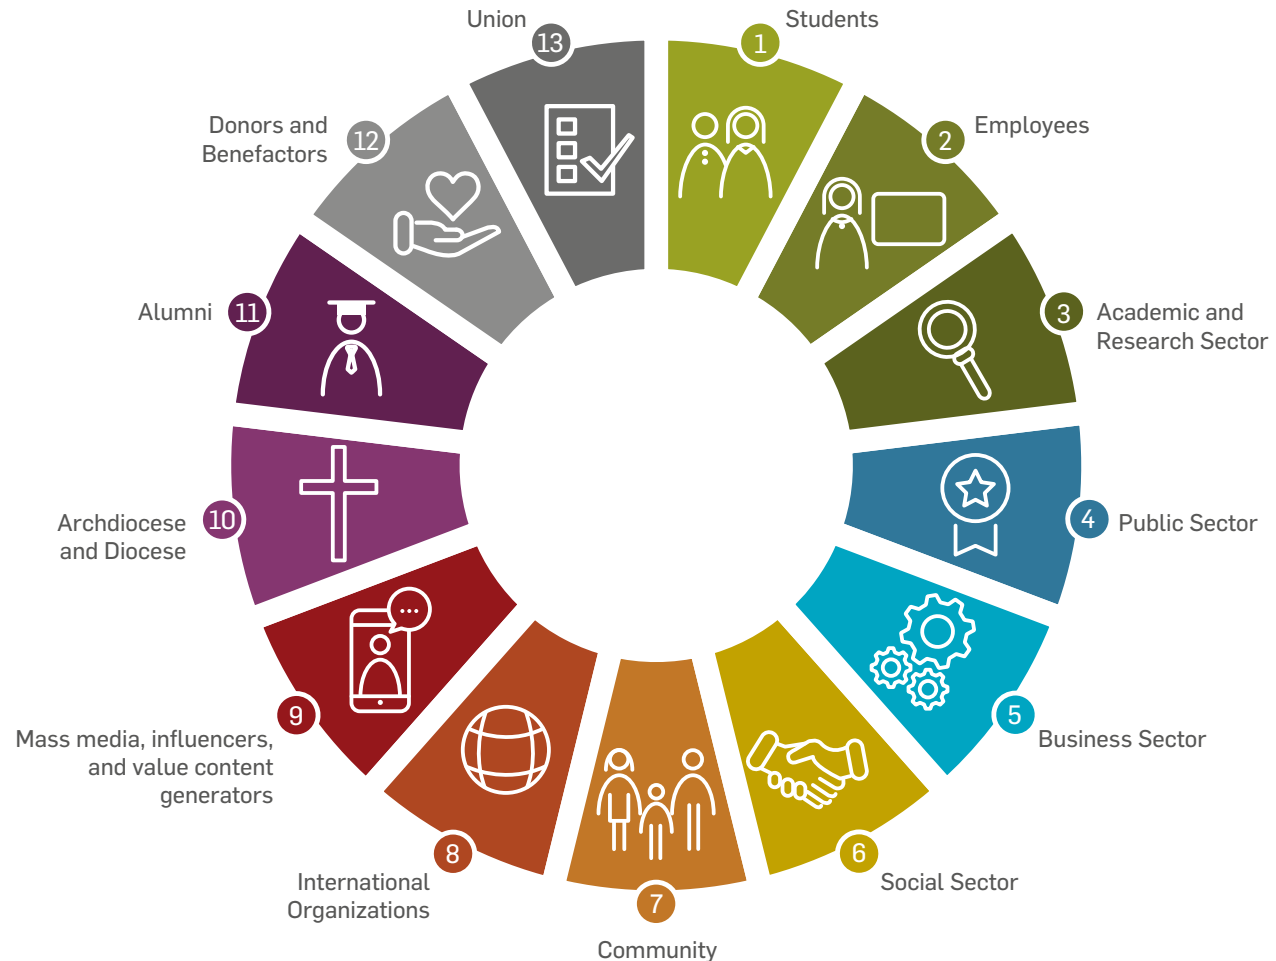 1
Students
2
Employees
3
Academic and
Research Sector
4
Public Sector
5
Business Sector
6
Social Sector
7
Community
8
International
Organizations
9
Mass media, influencers,
and value content
generators
10
Archdiocese
and Diocese
11
Alumni
12
Donors and
Benefactors
13
Union